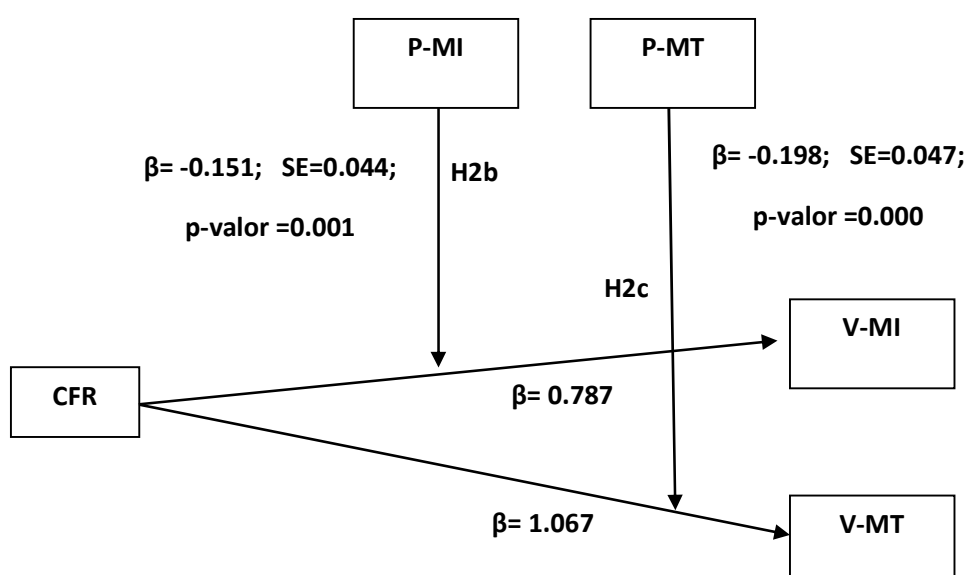 P-MI
P-MT
β= -0.151; SE=0.044;
p-valor =0.001
H2b
β= -0.198; SE=0.047;
p-valor =0.000
H2c
V-MI
CFR
β= 0.787
β= 1.067
V-MT